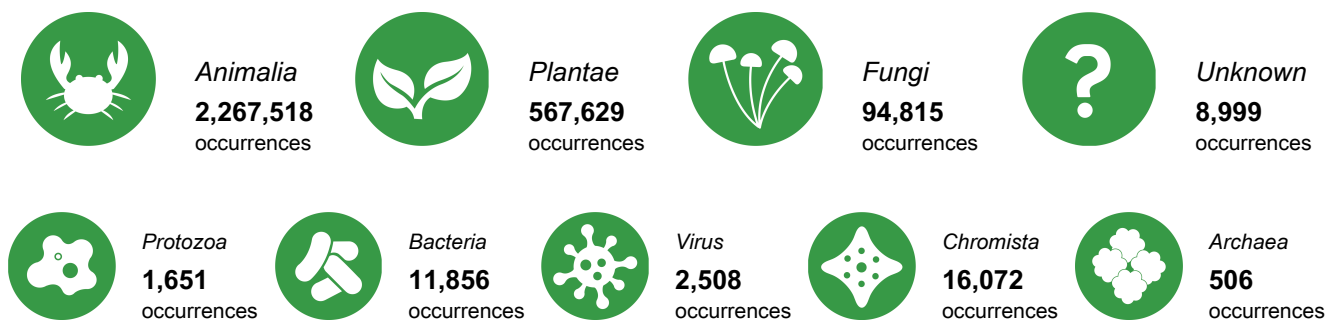 Animalia
2,267,518
occurrences
Plantae
567,629
occurrences
Fungi
94,815
occurrences
?
Unknown
8,999
occurrences
Protozoa
1,651
occurrences
Bacteria
11,856
occurrences
Virus
2,508
occurrences
Chromista
16,072
occurrences
Archaea
506
occurrences